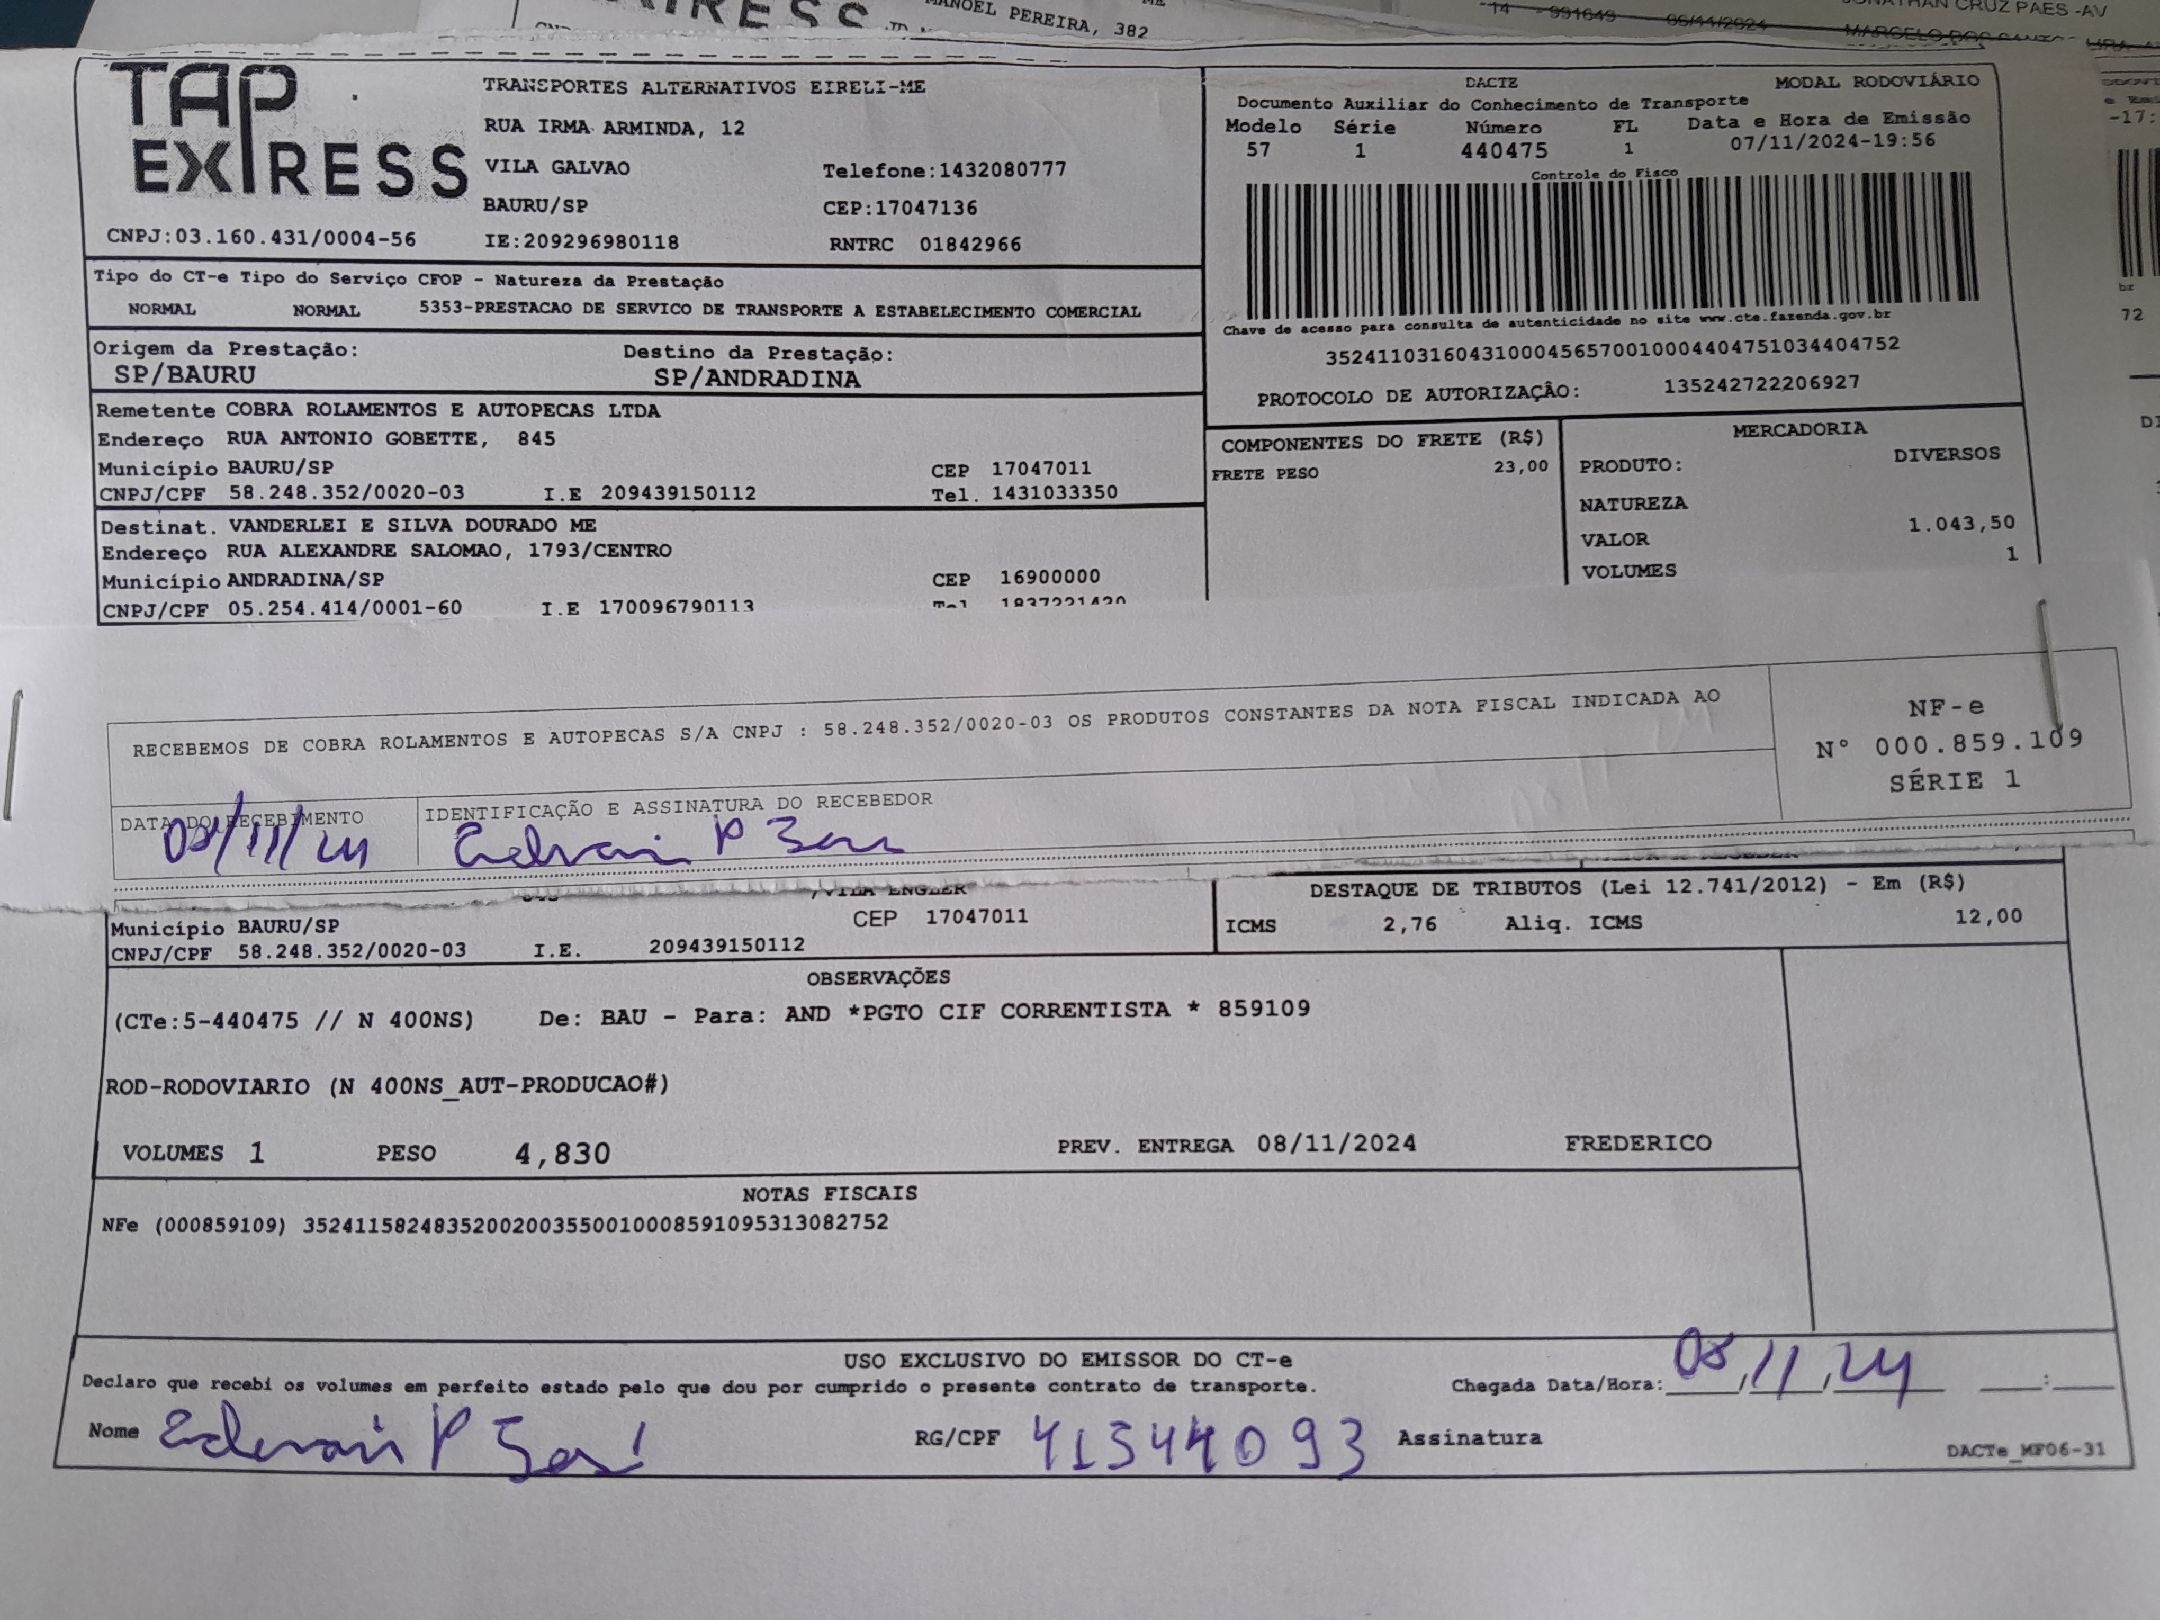 MANOEL PEREIRA, 382
14 -991649 06/11/2024
JONATHAN CRUZ PAES -AV
TAP
EXPRESS
CNPJ:03.160.431/0004-56
TRANSPORTES ALTERNATIVOS EIRELI-ME
RUA IRMA ARMINDA, 12
VILA GALVAO Telefone:1432080777
BAURU/SP CEP:17047136
IE:209296980118 RNTRC 01842966
DACTE MODAL RODOVIÁRIO
Documento Auxiliar do Conhecimento de Transporte
Modelo Série Número FL Data e Hora de Emissão
57 1 440475 1 07/11/2024-19:56
Controle do Fisco
Chave de acesso para consulta de autenticidade no site www.cte.fazenda.gov.br
35241103160431000456570010004404751034404752
PROTOCOLO DE AUTORIZAÇÃO: 135242722206927
Tipo do CT-e Tipo do Serviço CFOP - Natureza da Prestação
NORMAL NORMAL 5353-PRESTACAO DE SERVICO DE TRANSPORTE A ESTABELECIMENTO COMERCIAL
Origem da Prestação: Destino da Prestação:
SP/BAURU SP/ANDRADINA
Remetente COBRA ROLAMENTOS E AUTOPECAS LTDA
Endereço RUA ANTONIO GOBETTE, 845
Município BAURU/SP CEP 17047011
CNPJ/CPF 58.248.352/0020-03 I.E 209439150112 Tel. 1431033350
Destinat. VANDERLEI E SILVA DOURADO ME
Endereço RUA ALEXANDRE SALOMAO, 1793/CENTRO
Município ANDRADINA/SP CEP 16900000
CNPJ/CPF 05.254.414/0001-60 I.E 170096790113 Tel 1837221420
COMPONENTES DO FRETE (R$)
FRETE PESO 23,00
MERCADORIA
PRODUTO: DIVERSOS
NATUREZA
VALOR 1.043,50
VOLUMES 1
RECEBEMOS DE COBRA ROLAMENTOS E AUTOPECAS S/A CNPJ : 58.248.352/0020-03 OS PRODUTOS CONSTANTES DA NOTA FISCAL INDICADA AO
NF-e
N° 000.859.109
SÉRIE 1
DATA DO RECEBIMENTO IDENTIFICAÇÃO E ASSINATURA DO RECEBEDOR
08/11/24
, VILA ENGLER
Município BAURU/SP CEP 17047011
CNPJ/CPF 58.248.352/0020-03 I.E. 209439150112
DESTAQUE DE TRIBUTOS (Lei 12.741/2012) - Em (R$)
ICMS 2,76 Aliq. ICMS 12,00
OBSERVAÇÕES
(CTe:5-440475 // N 400NS) De: BAU - Para: AND *PGTO CIF CORRENTISTA * 859109
ROD-RODOVIARIO (N 400NS_AUT-PRODUCAO#)
VOLUMES 1 PESO 4,830 PREV. ENTREGA 08/11/2024 FREDERICO
NOTAS FISCAIS
NFe (000859109) 35241158248352002003550010008591095313082752
USO EXCLUSIVO DO EMISSOR DO CT-e
Declaro que recebi os volumes em perfeito estado pelo que dou por cumprido o presente contrato de transporte. Chegada Data/Hora: 08/11/24 :
Nome RG/CPF 41544093 Assinatura
DACTe_MF06-31